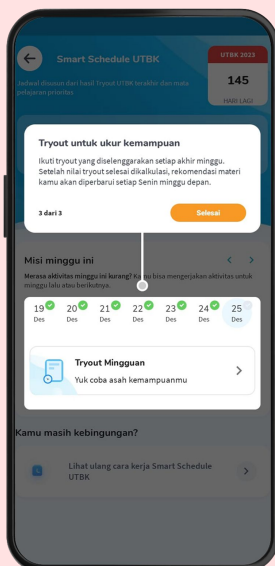 Smart Schedule UTBK
UTBK 2023
145
HARI LAGI
Jadwal disusun dari hasil Tryout UTBK terakhir dan mata
pelajaran prioritas
Tryout untuk ukur kemampuan
Ikuti tryout yang diselenggarakan setiap akhir minggu.
Setelah nilai tryout selesai dikalkulasi, rekomendasi materi
kamu akan diperbarui setiap Senin minggu depan.
3 dari 3
Selesai
Misi minggu ini
Merasa aktivitas minggu ini kurang? Kamu bisa mengerjakan aktivitas untuk
minggu lalu atau berikutnya.
19 20 21 22 23 24 25
Des Des Des Des Des Des Des
Tryout Mingguan
Yuk coba asah kemampuanmu
Kamu masih kebingungan?
Lihat ulang cara kerja Smart Schedule
UTBK